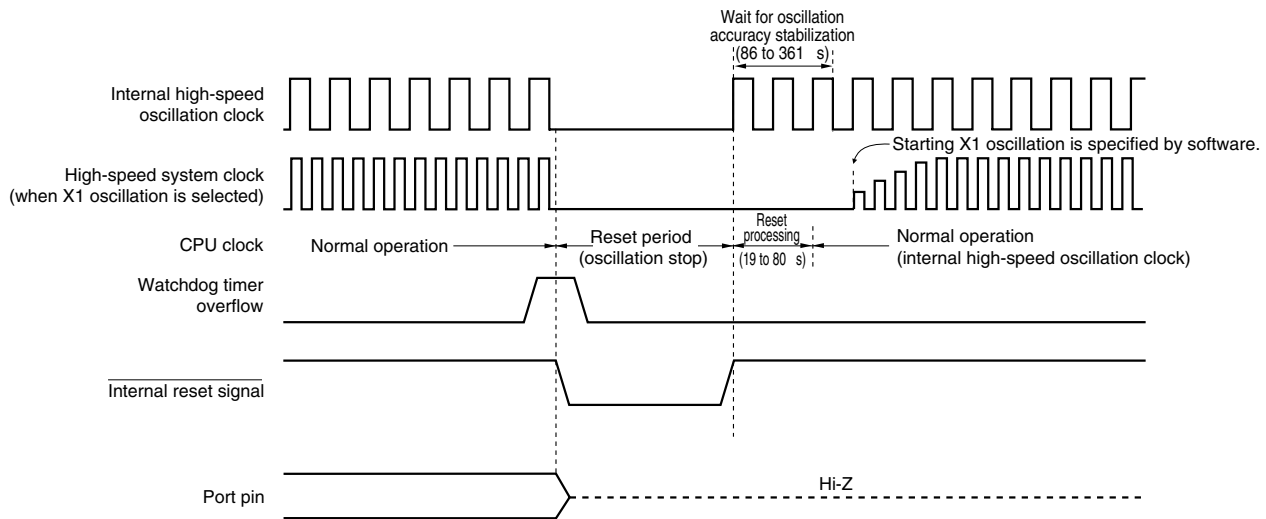 Wait for oscillation
accuracy stabilization
(86 to 361 s)
Internal high-speed
oscillation clock
Starting X1 oscillation is specified by software.
High-speed system clock
(when X1 oscillation is selected)
CPU clock
Normal operation
Reset period
(oscillation stop)
Reset
processing
(19 to 80 s)
Normal operation
(internal high-speed oscillation clock)
Watchdog timer
overflow
Internal reset signal
Hi-Z
Port pin